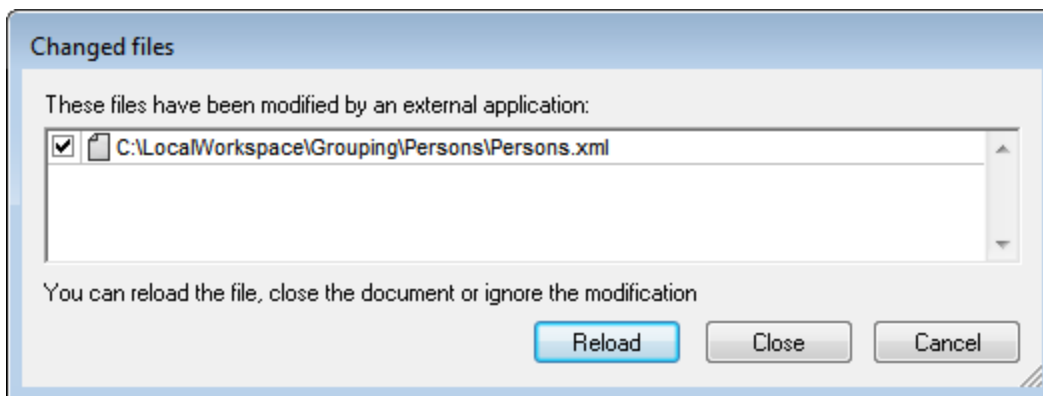 Changed files
These files have been modified by an external application:
C:\LocalWorkspace\Grouping\Persons\Persons.xml
You can reload the file, close the document or ignore the modification
Reload Close Cancel